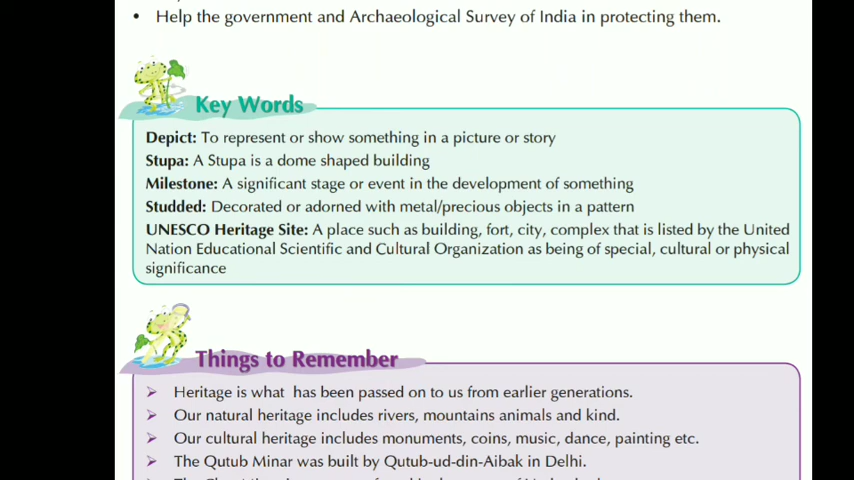 • Help the government and Archaeological Survey of India in protecting them.
Key Words
Depict: To represent or show something in a picture or story
Stupa: A Stupa is a dome shaped building
Milestone: A significant stage or event in the development of something
Studded: Decorated or adorned with metal/precious objects in a pattern
UNESCO Heritage Site: A place such as building, fort, city, complex that is listed by the United
Nation Educational Scientific and Cultural Organization as being of special, cultural or physical
significance
Things to Remember
➤ Heritage is what has been passed on to us from earlier generations.
➤ Our natural heritage includes rivers, mountains animals and kind.
➤ Our cultural heritage includes monuments, coins, music, dance, painting etc.
➤ The Qutub Minar was built by Qutub-ud-din-Aibak in Delhi.